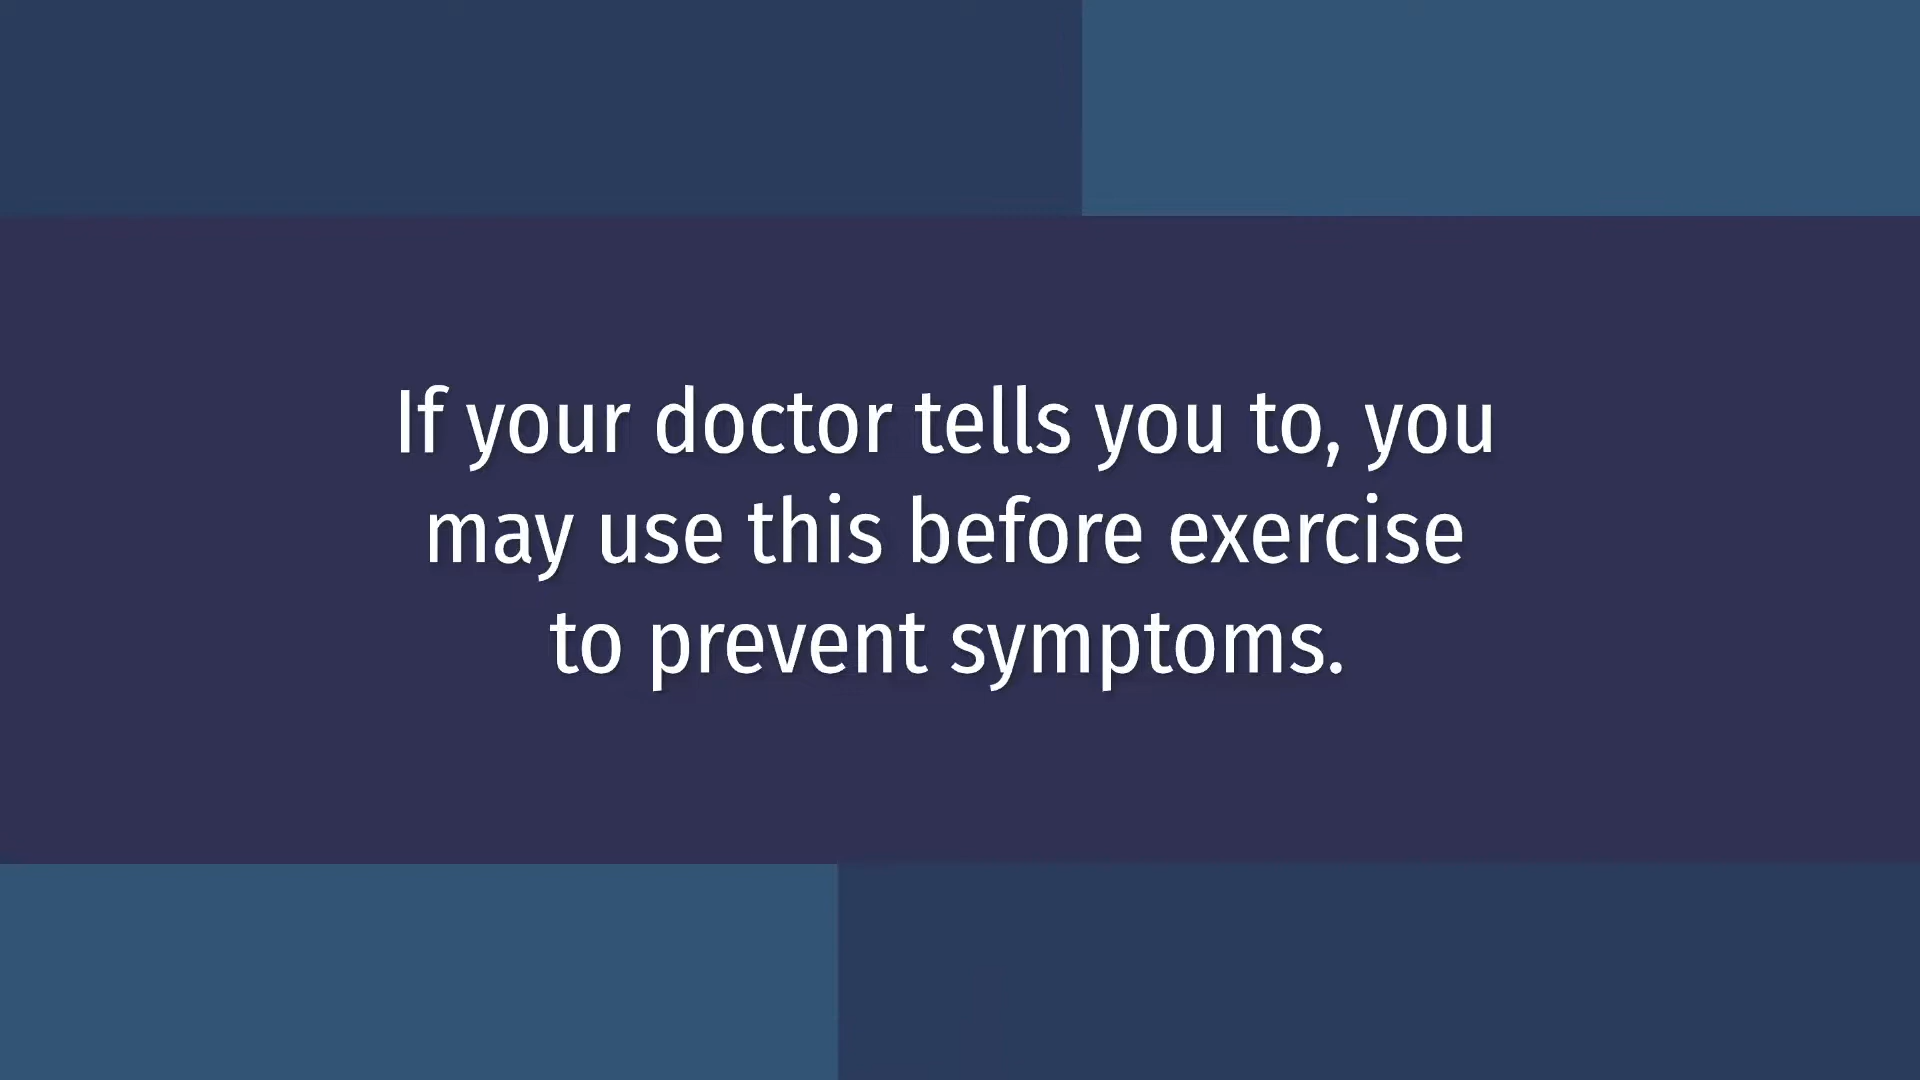 If your doctor tells you to, you
may use this before exercise
to prevent symptoms.